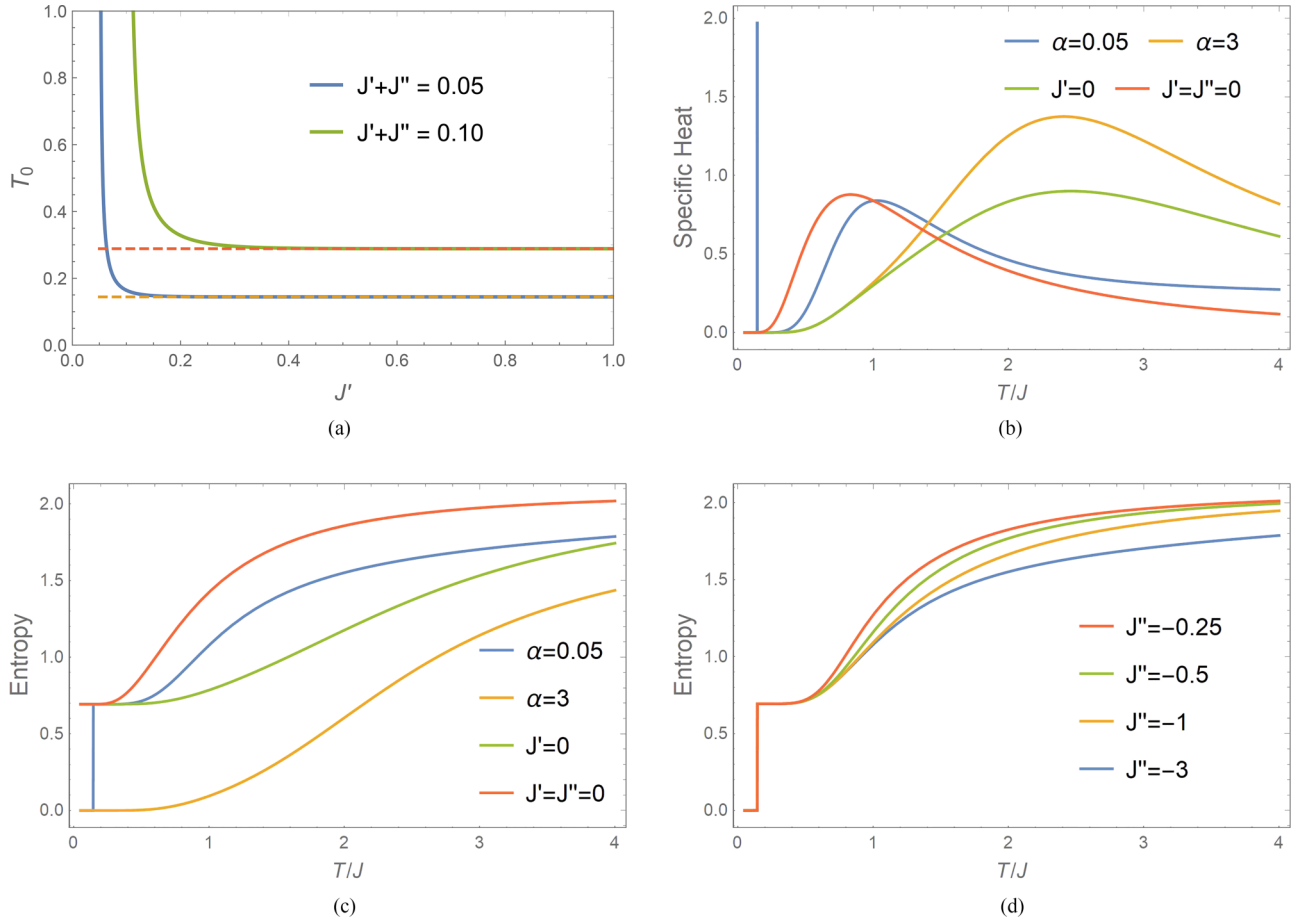 1.0
0.8
0.6
0.4
0.2
0.0
T₀
J'+J'' = 0.05
J'+J'' = 0.10
0.0 0.2 0.4 0.6 0.8 1.0
J'
(a)
2.0
1.5
1.0
0.5
0.0
Specific Heat
α=0.05 α=3
J'=0 J'=J''=0
0 1 2 3 4
T/J
(b)
2.0
1.5
1.0
0.5
0.0
Entropy
α=0.05
α=3
J'=0
J'=J''=0
0 1 2 3 4
T/J
(c)
2.0
1.5
1.0
0.5
0.0
Entropy
J''=−0.25
J''=−0.5
J''=−1
J''=−3
0 1 2 3 4
T/J
(d)